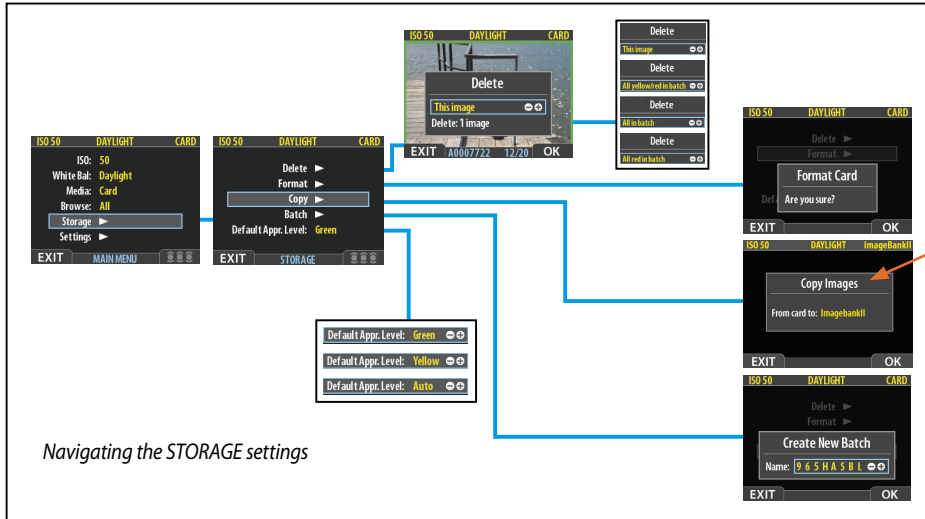 ISO 50 DAYLIGHT CARD
Delete
This image
Delete: 1 image
EXIT A0007722 12/20 OK
Delete
This image
Delete
All yellow/red in batch
Delete
All in batch
Delete
All red in batch
ISO 50 DAYLIGHT CARD
ISO: 50
White Bal: Daylight
Media: Card
Browse: All
Storage
Settings
EXIT MAIN MENU
ISO 50 DAYLIGHT CARD
Delete
Format
Copy
Batch
Default Appr. Level: Green
EXIT STORAGE
ISO 50 DAYLIGHT CARD
Delete
Format
Format Card
Def
Are you sure?
EXIT OK
ISO 50 DAYLIGHT ImageBankII
Copy Images
From card to: ImagebankII
EXIT OK
Default Appr. Level: Green
Default Appr. Level: Yellow
Default Appr. Level: Auto
ISO 50 DAYLIGHT CARD
Delete
Format
Create New Batch
Name: 9 6 5 H A S B L
EXIT OK
Navigating the STORAGE settings